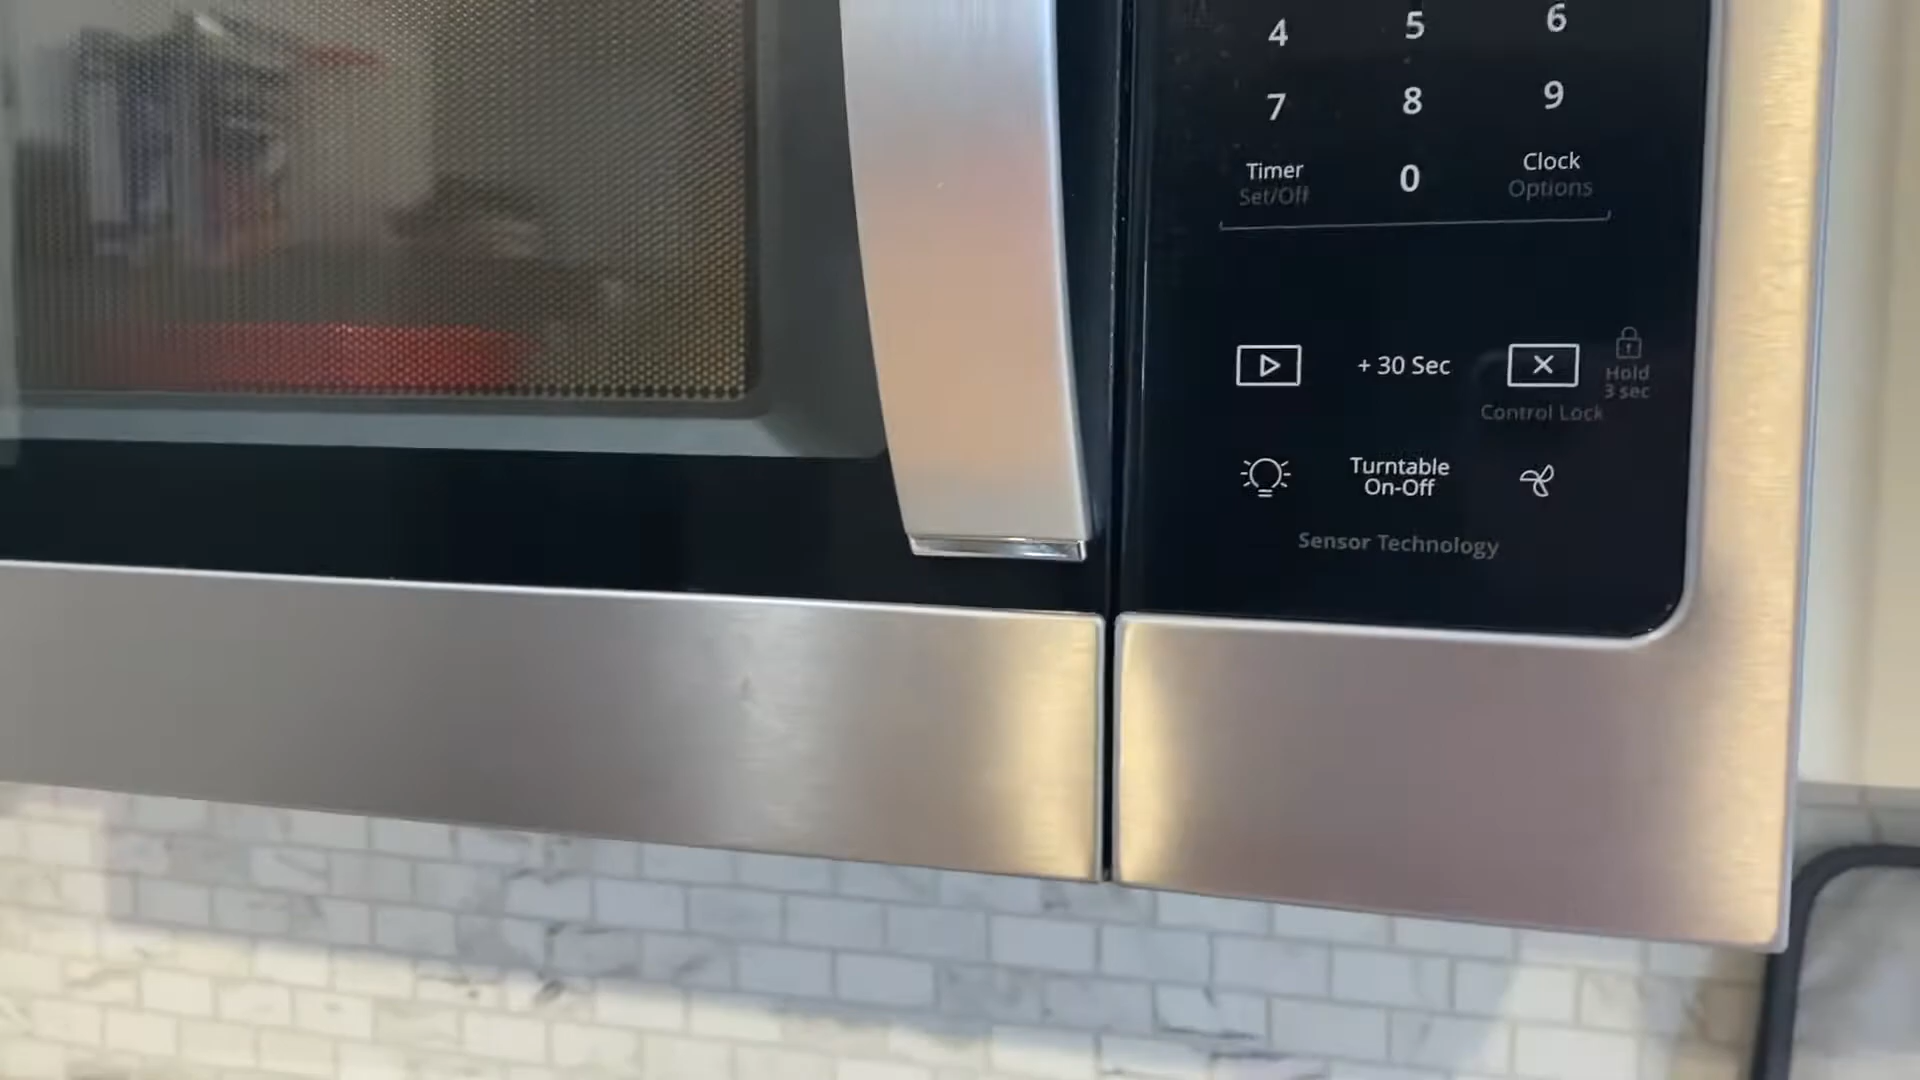 4 5 6
7 8 9
Timer 0 Clock
Set/Off Options
+ 30 Sec
Hold
3 sec
Control Lock
Turntable
On-Off
Sensor Technology